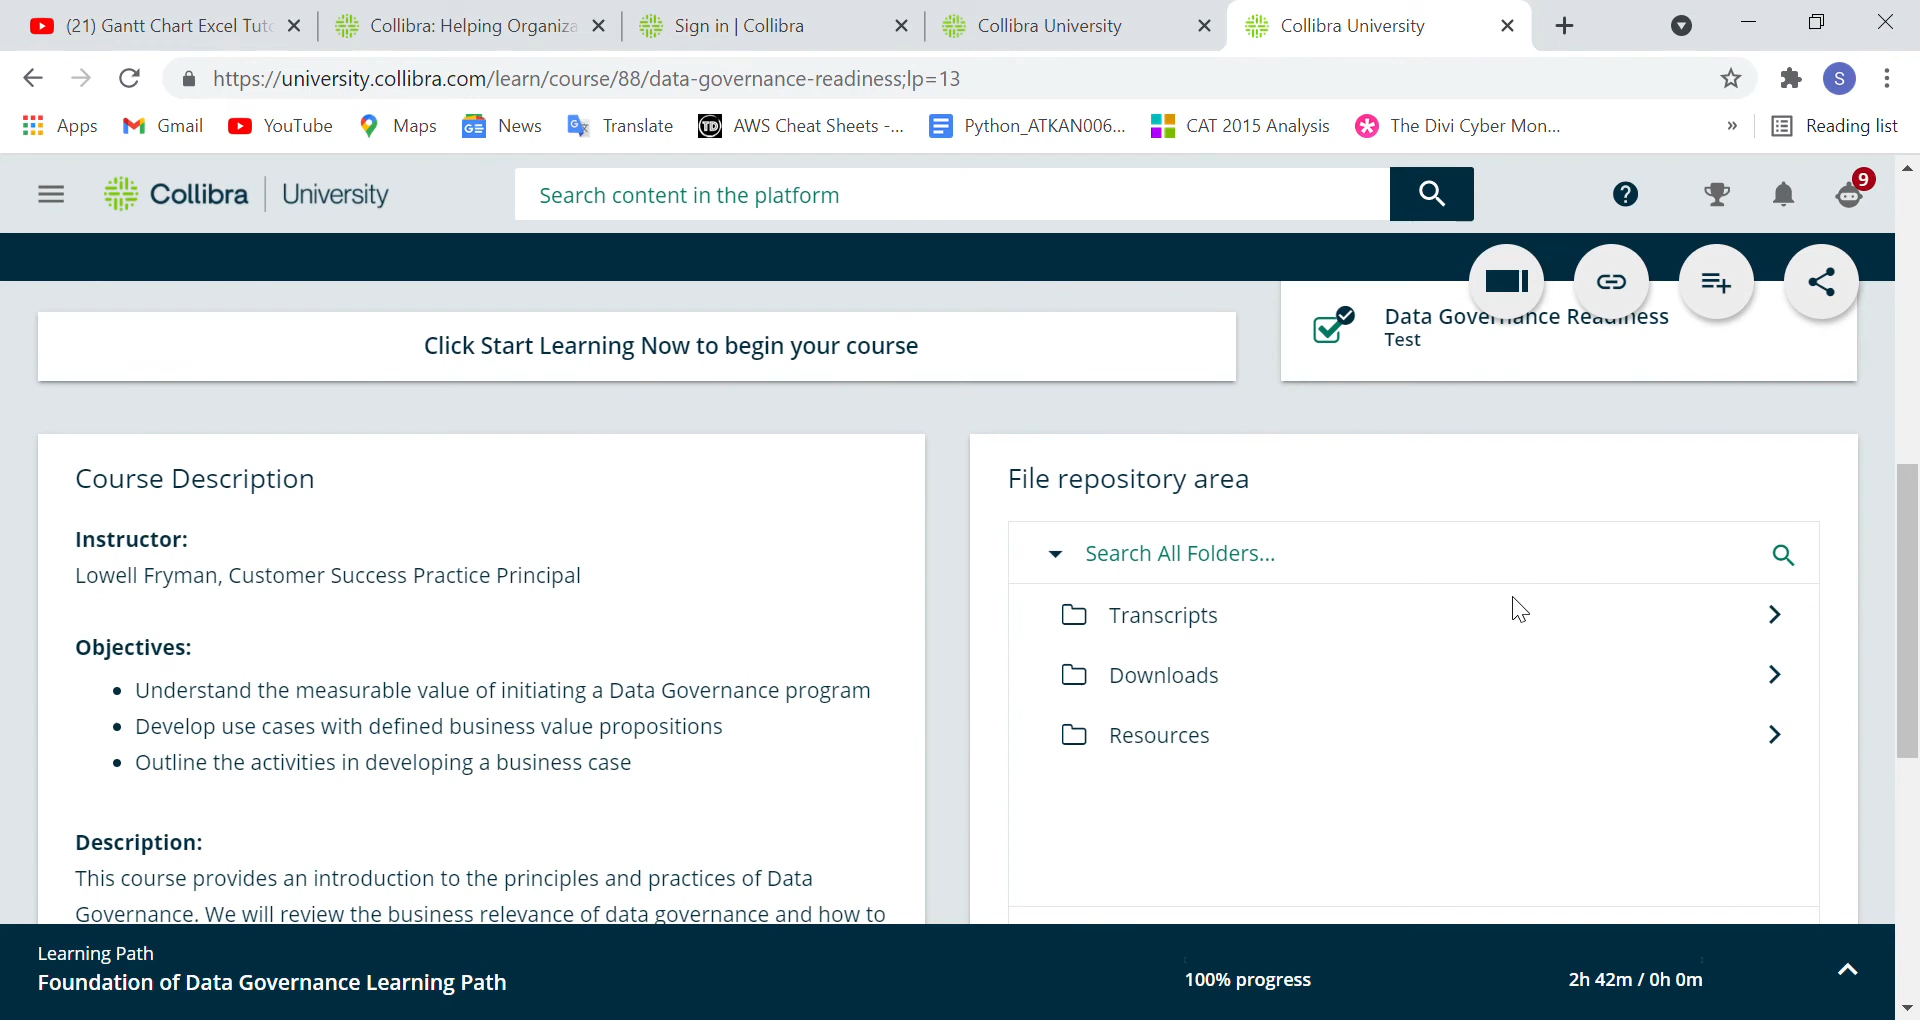 (21) Gantt Chart Excel Tuto
Collibra: Helping Organiza
Sign in | Collibra
Collibra University
Collibra University
https://university.collibra.com/learn/course/88/data-governance-readiness;lp=13
S
Apps
Gmail
YouTube
Maps
News
Translate
TD AWS Cheat Sheets -...
Python_ATKAN006...
CAT 2015 Analysis
The Divi Cyber Mon...
»
Reading list
Collibra | University
Search content in the platform
?
9
Click Start Learning Now to begin your course
Data Governance Readiness
Test
Course Description
Instructor:
Lowell Fryman, Customer Success Practice Principal
Objectives:
• Understand the measurable value of initiating a Data Governance program
• Develop use cases with defined business value propositions
• Outline the activities in developing a business case
Description:
This course provides an introduction to the principles and practices of Data
Governance. We will review the business relevance of data governance and how to
File repository area
Search All Folders...
Transcripts
Downloads
Resources
Learning Path
Foundation of Data Governance Learning Path
100% progress
2h 42m / 0h 0m